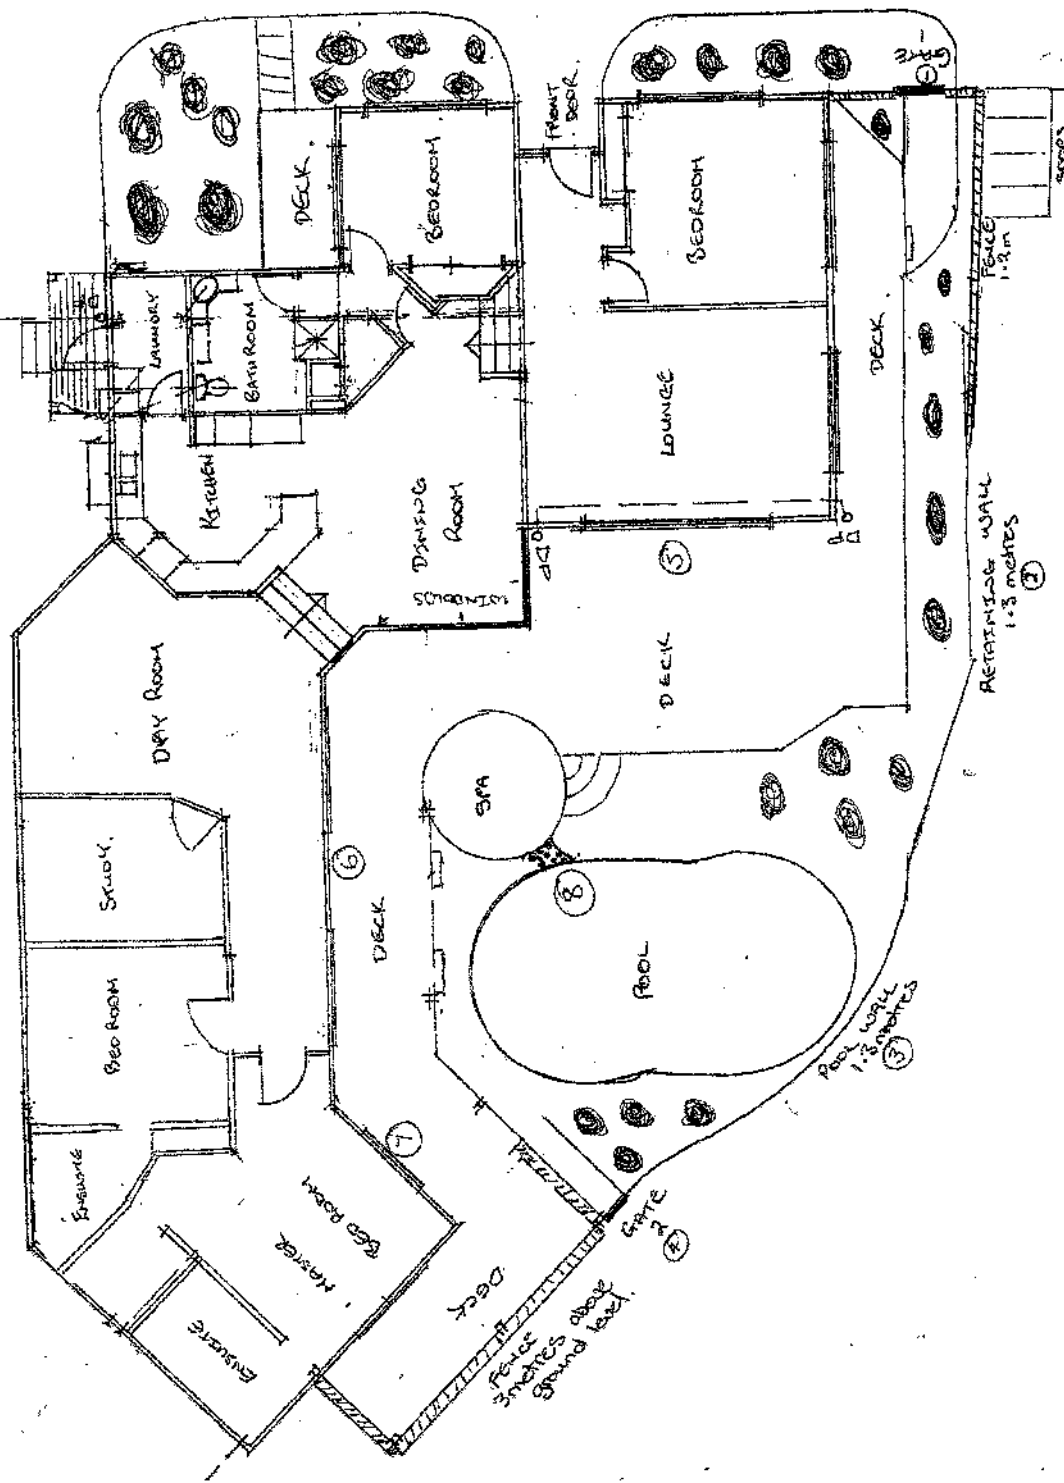 DECK.
BEDROOM
FRONT
DOOR.
GATE
1
BEDROOM
STEPS
FENCE
1.2m
LAUNDRY
BATHROOM
DECK
LOUNGE
KITCHEN
DINING
ROOM
WINDOWS
DP
DP
5
RETAINING WALL
1.3 metres
2
DAY ROOM
DECK
SPA
STUDY.
6
DECK
8
POOL
BEDROOM
POOL WALL
1.3 metres
3
7
ENSUITE
MASTER
BED ROOM
GATE
2
4
DECK
ENSUITE
FENCE
3 metres above
ground level.